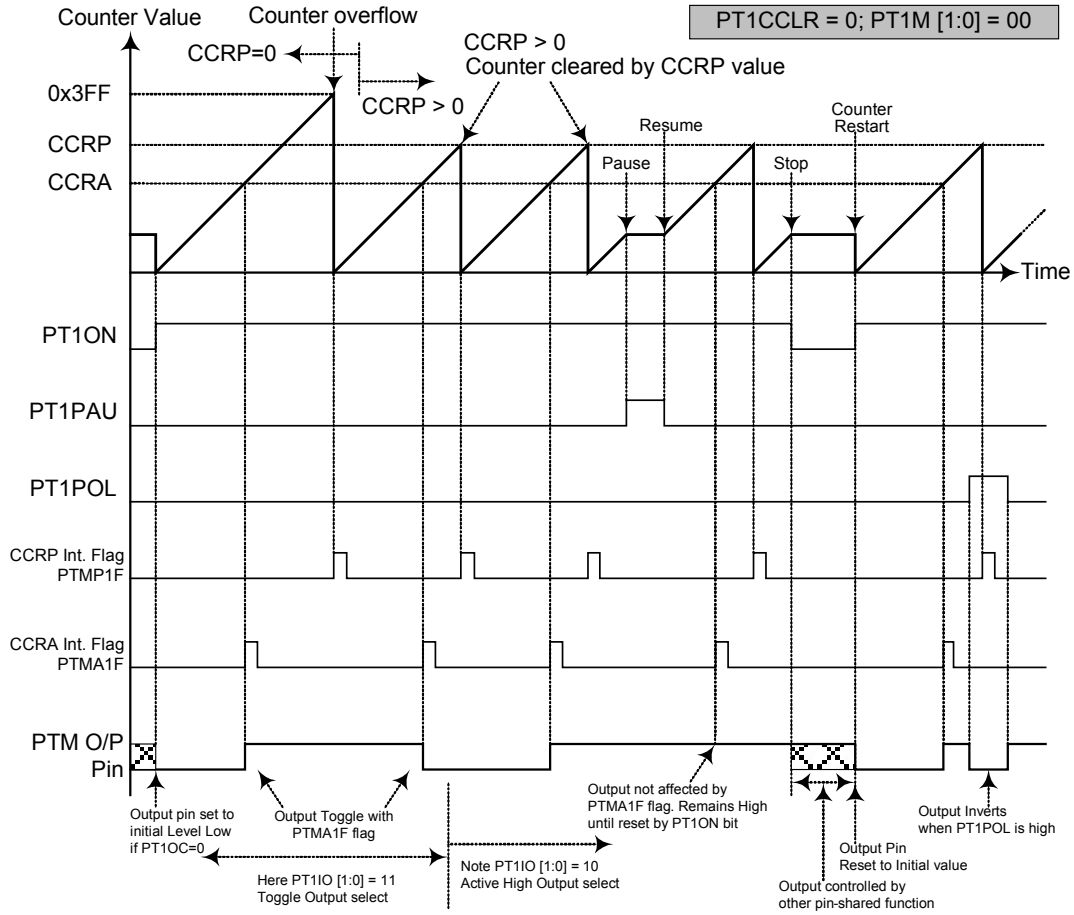 Counter Value
Counter overflow
PT1CCLR = 0; PT1M [1:0] = 00
CCRP=0
CCRP > 0
CCRP > 0
Counter cleared by CCRP value
0x3FF
CCRP
CCRA
Pause
Resume
Stop
Counter
Restart
Time
PT1ON
PT1PAU
PT1POL
CCRP Int. Flag
PTMP1F
CCRA Int. Flag
PTMA1F
PTM O/P
Pin
Output pin set to
initial Level Low
if PT1OC=0
Output Toggle with
PTMA1F flag
Here PT1IO [1:0] = 11
Toggle Output select
Note PT1IO [1:0] = 10
Active High Output select
Output not affected by
PTMA1F flag. Remains High
until reset by PT1ON bit
Output controlled by
other pin-shared function
Output Pin
Reset to Initial value
Output Inverts
when PT1POL is high